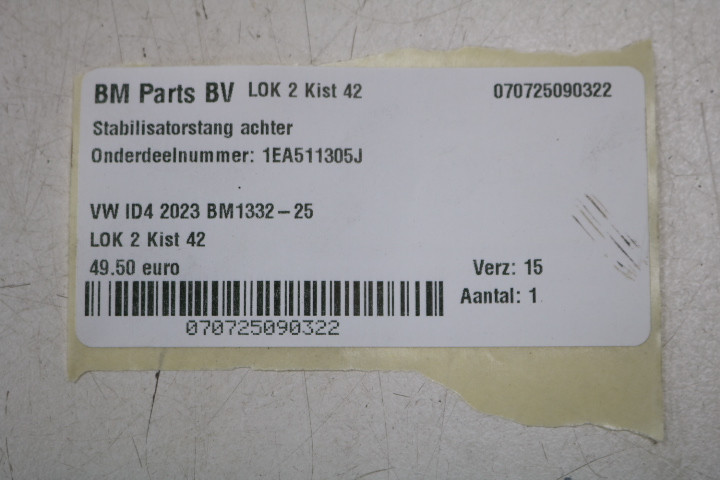 BM Parts BV LOK 2 Kist 42 070725090322
Stabilisatorstang achter
Onderdeelnummer: 1EA511305J
VW ID4 2023 BM1332-25
LOK 2 Kist 42
49.50 euro Verz: 15
Aantal: 1
070725090322